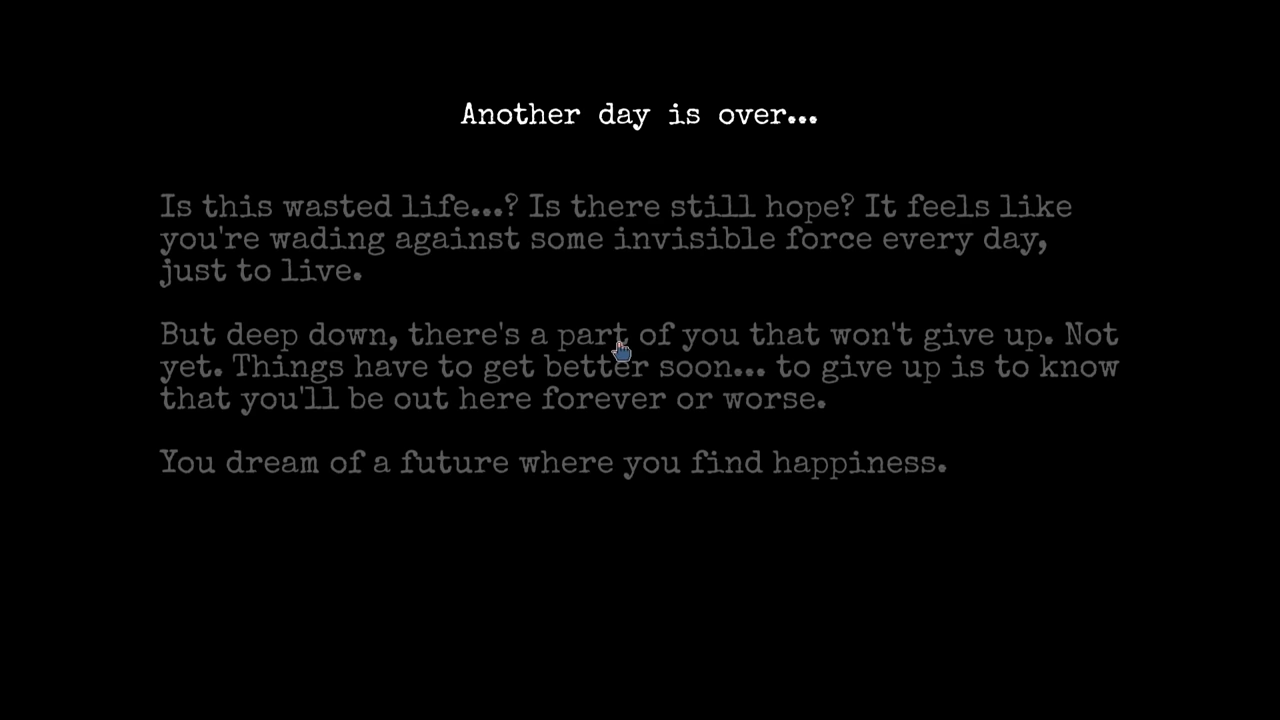 Another day is over...
Is this wasted life...? Is there still hope? It feels like
you're wading against some invisible force every day,
just to live.
But deep down, there's a part of you that won't give up. Not
yet. Things have to get better soon... to give up is to know
that you'll be out here forever or worse.
You dream of a future where you find happiness.